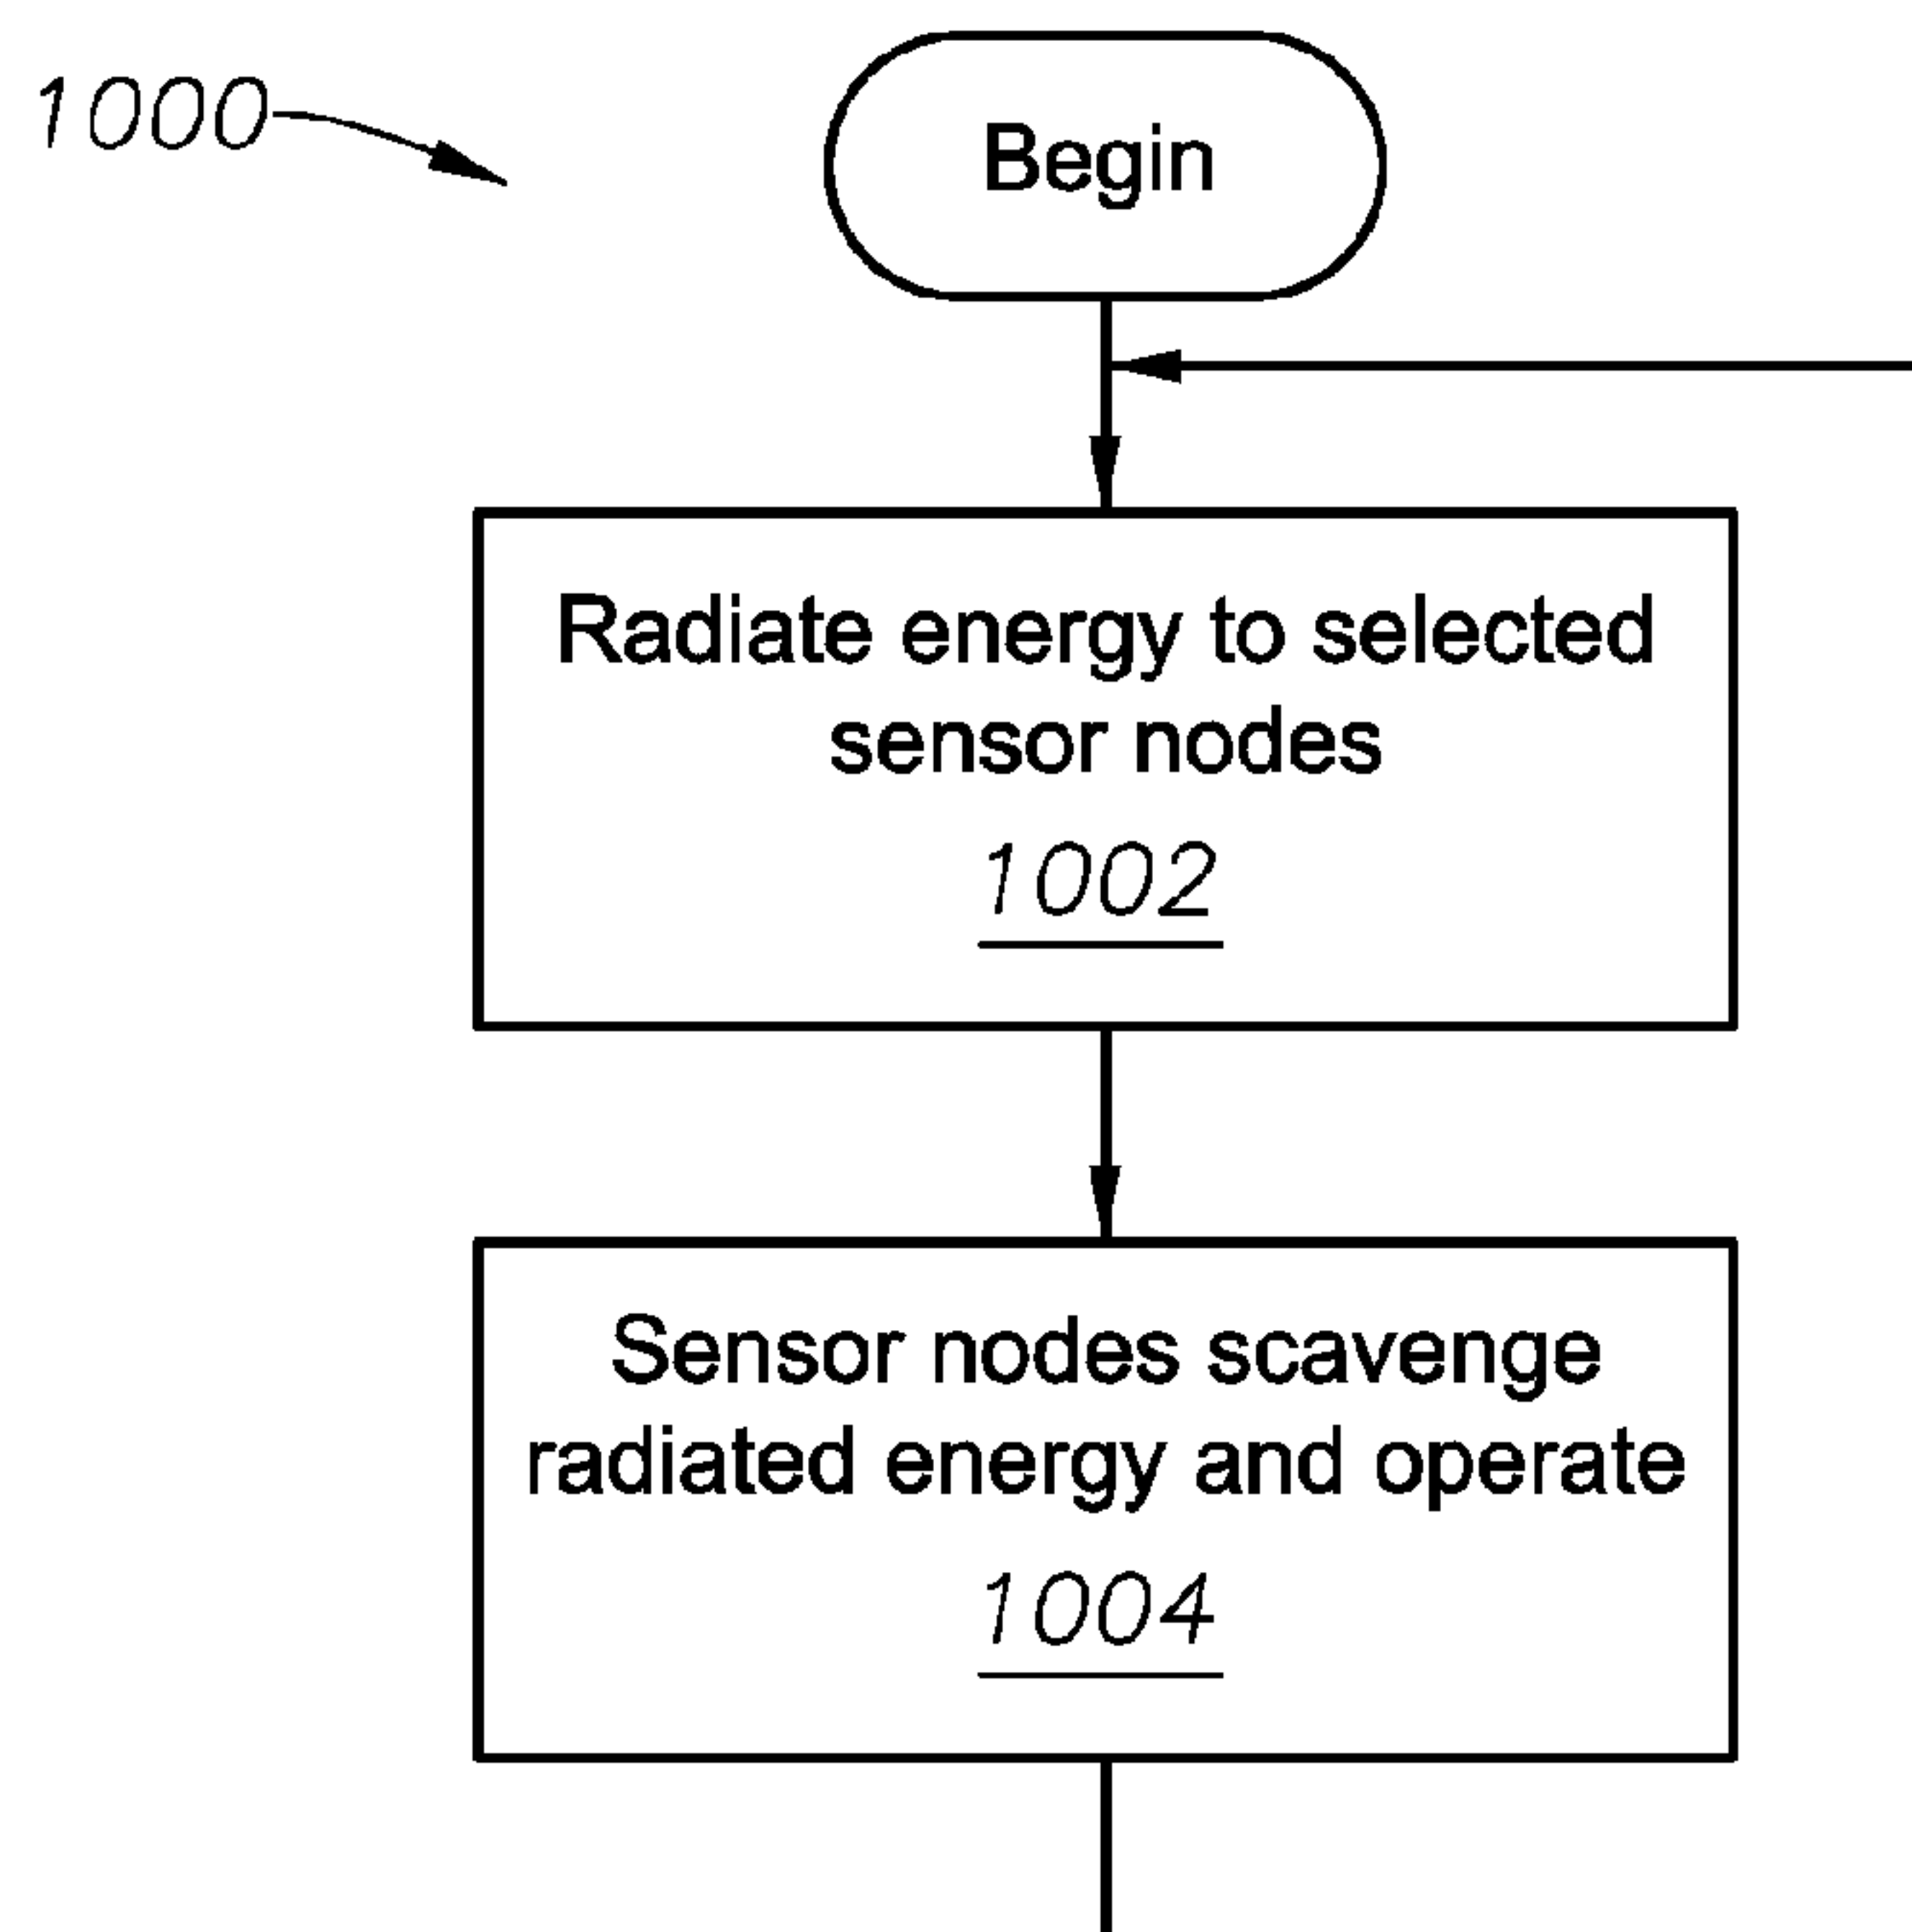 1000
Begin
Radiate energy to selected
sensor nodes
1002
Sensor nodes scavenge
radiated energy and operate
1004